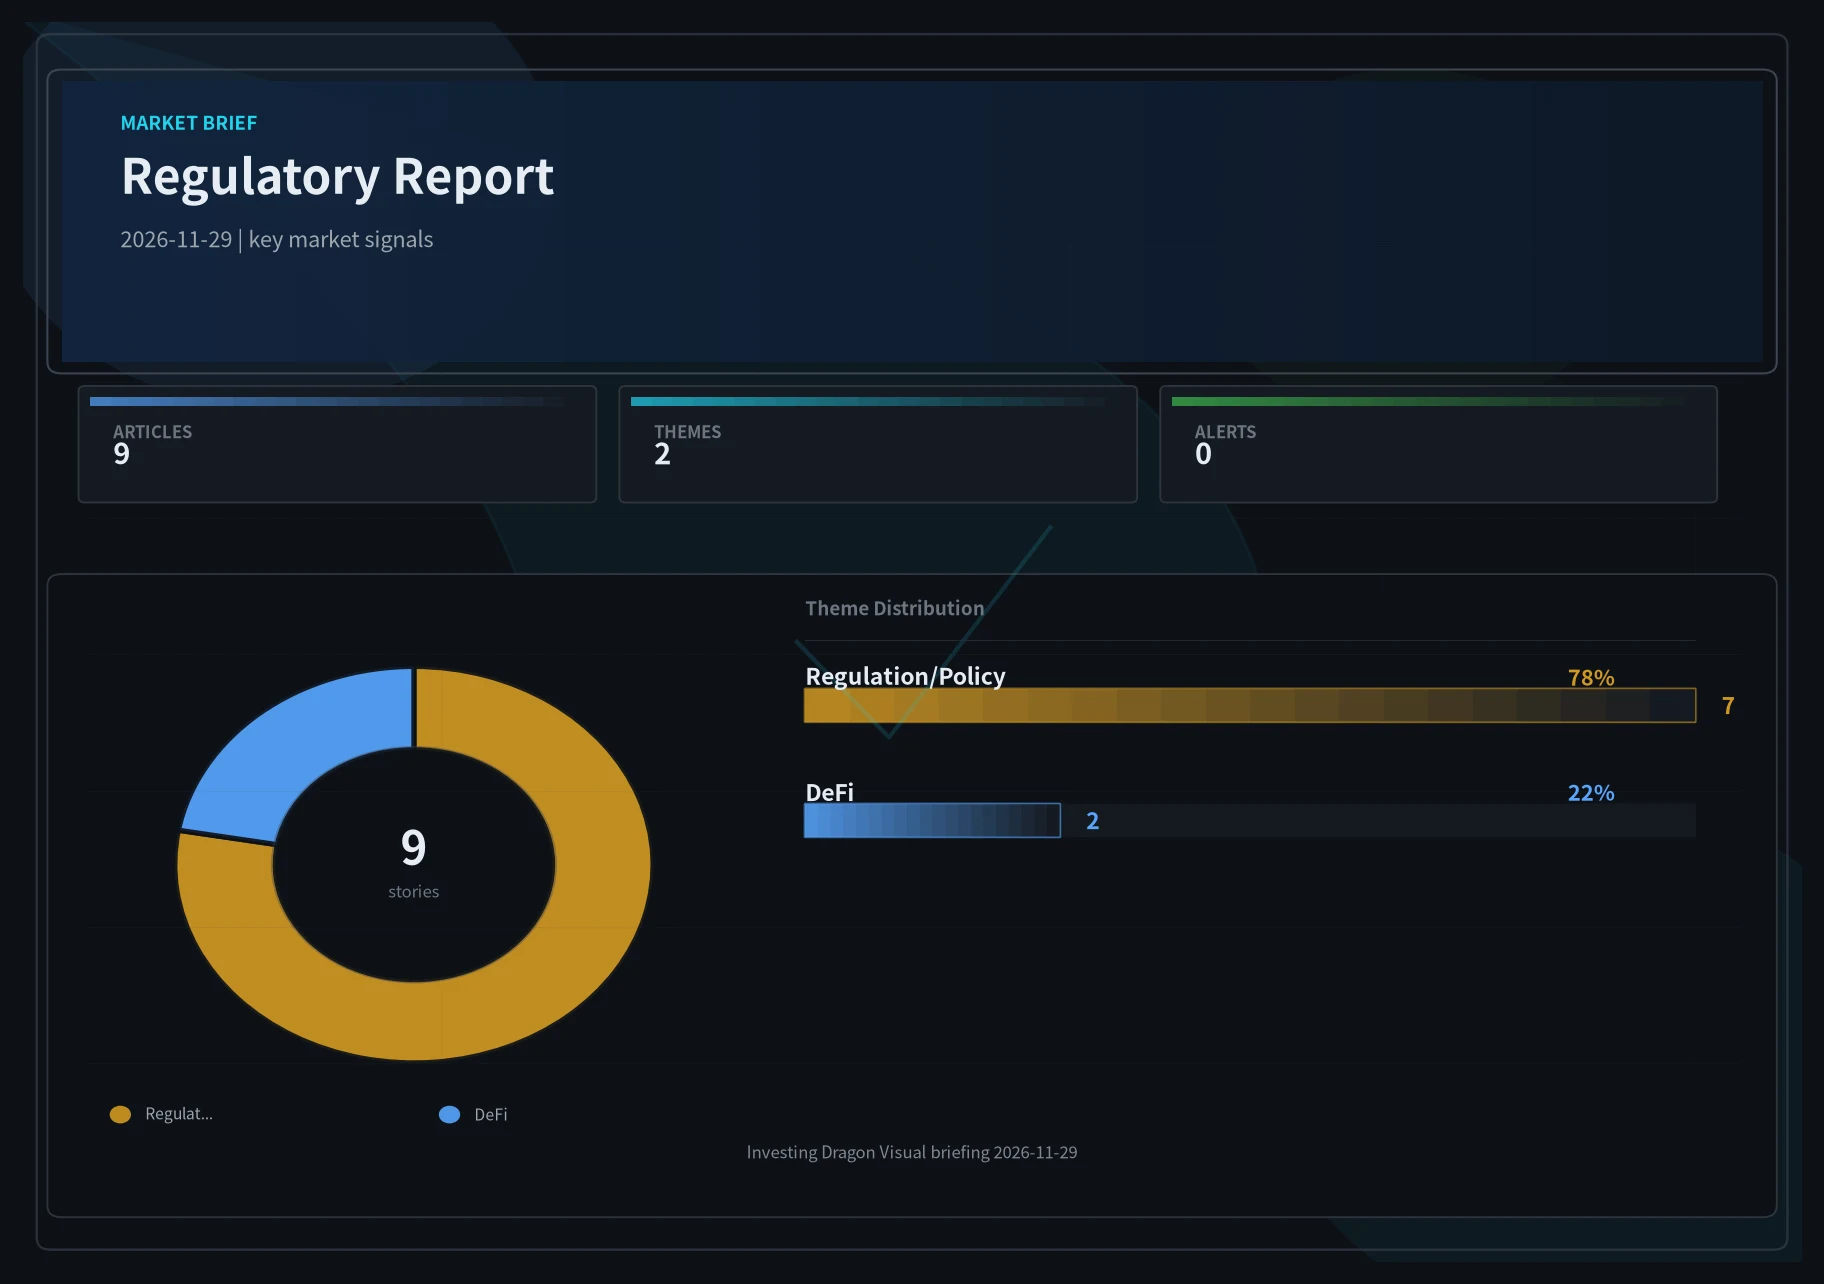 MARKET BRIEF
Regulatory Report
2026-11-29 | key market signals
ARTICLES
9
THEMES
2
ALERTS
0
Theme Distribution
Regulation/Policy
78%
7
DeFi
22%
2
9
stories
Regulat...
DeFi
Investing Dragon Visual briefing 2026-11-29